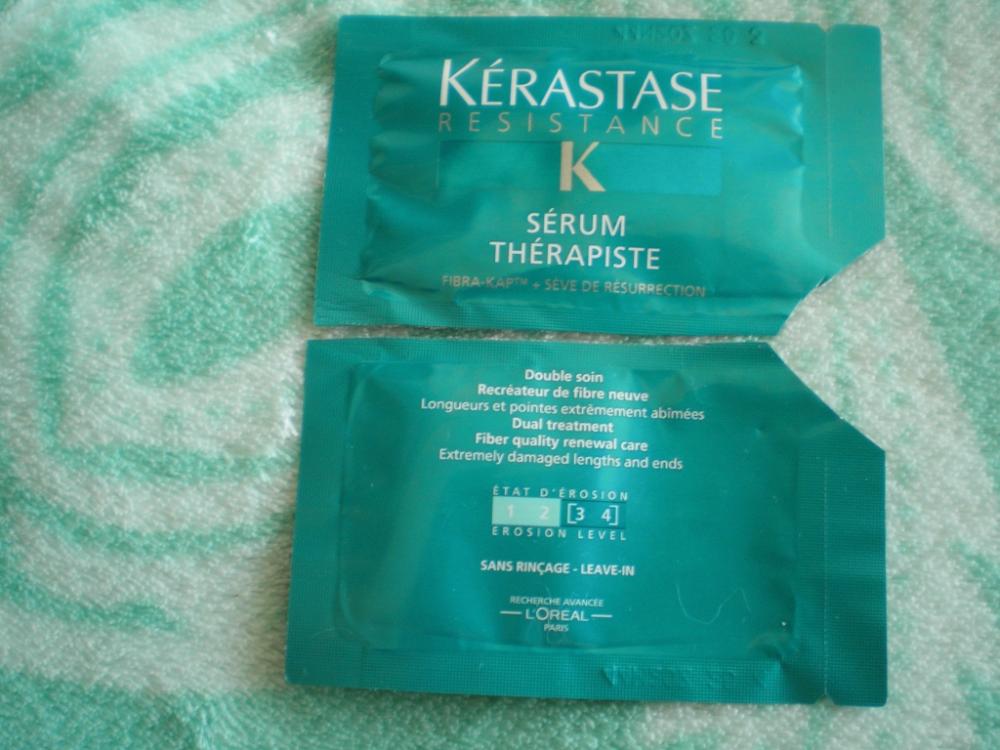 KÉRASTASE
RESISTANCE
K
SÉRUM
THÉRAPISTE
FIBRA-KAP™ + SÈVE DE RÉSURRECTION
Double soin
Recréateur de fibre neuve
Longueurs et pointes extrêmement abîmées
Dual treatment
Fiber quality renewal care
Extremely damaged lengths and ends
ÉTAT D'ÉROSION
1 2 [3 4]
EROSION LEVEL
SANS RINÇAGE - LEAVE-IN
RECHERCHE AVANCÉE
L'ORÉAL
PARIS